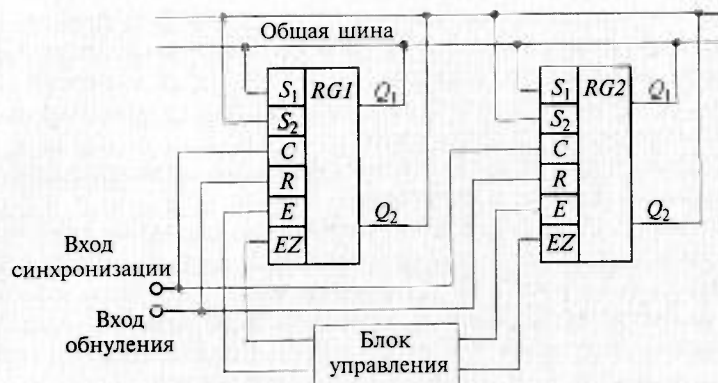 Общая шина
S1 RG1 Q1
S2
C
R
E Q2
EZ
S1 RG2 Q1
S2
C
R
E Q2
EZ
Вход
синхронизации
Вход
обнуления
Блок
управления